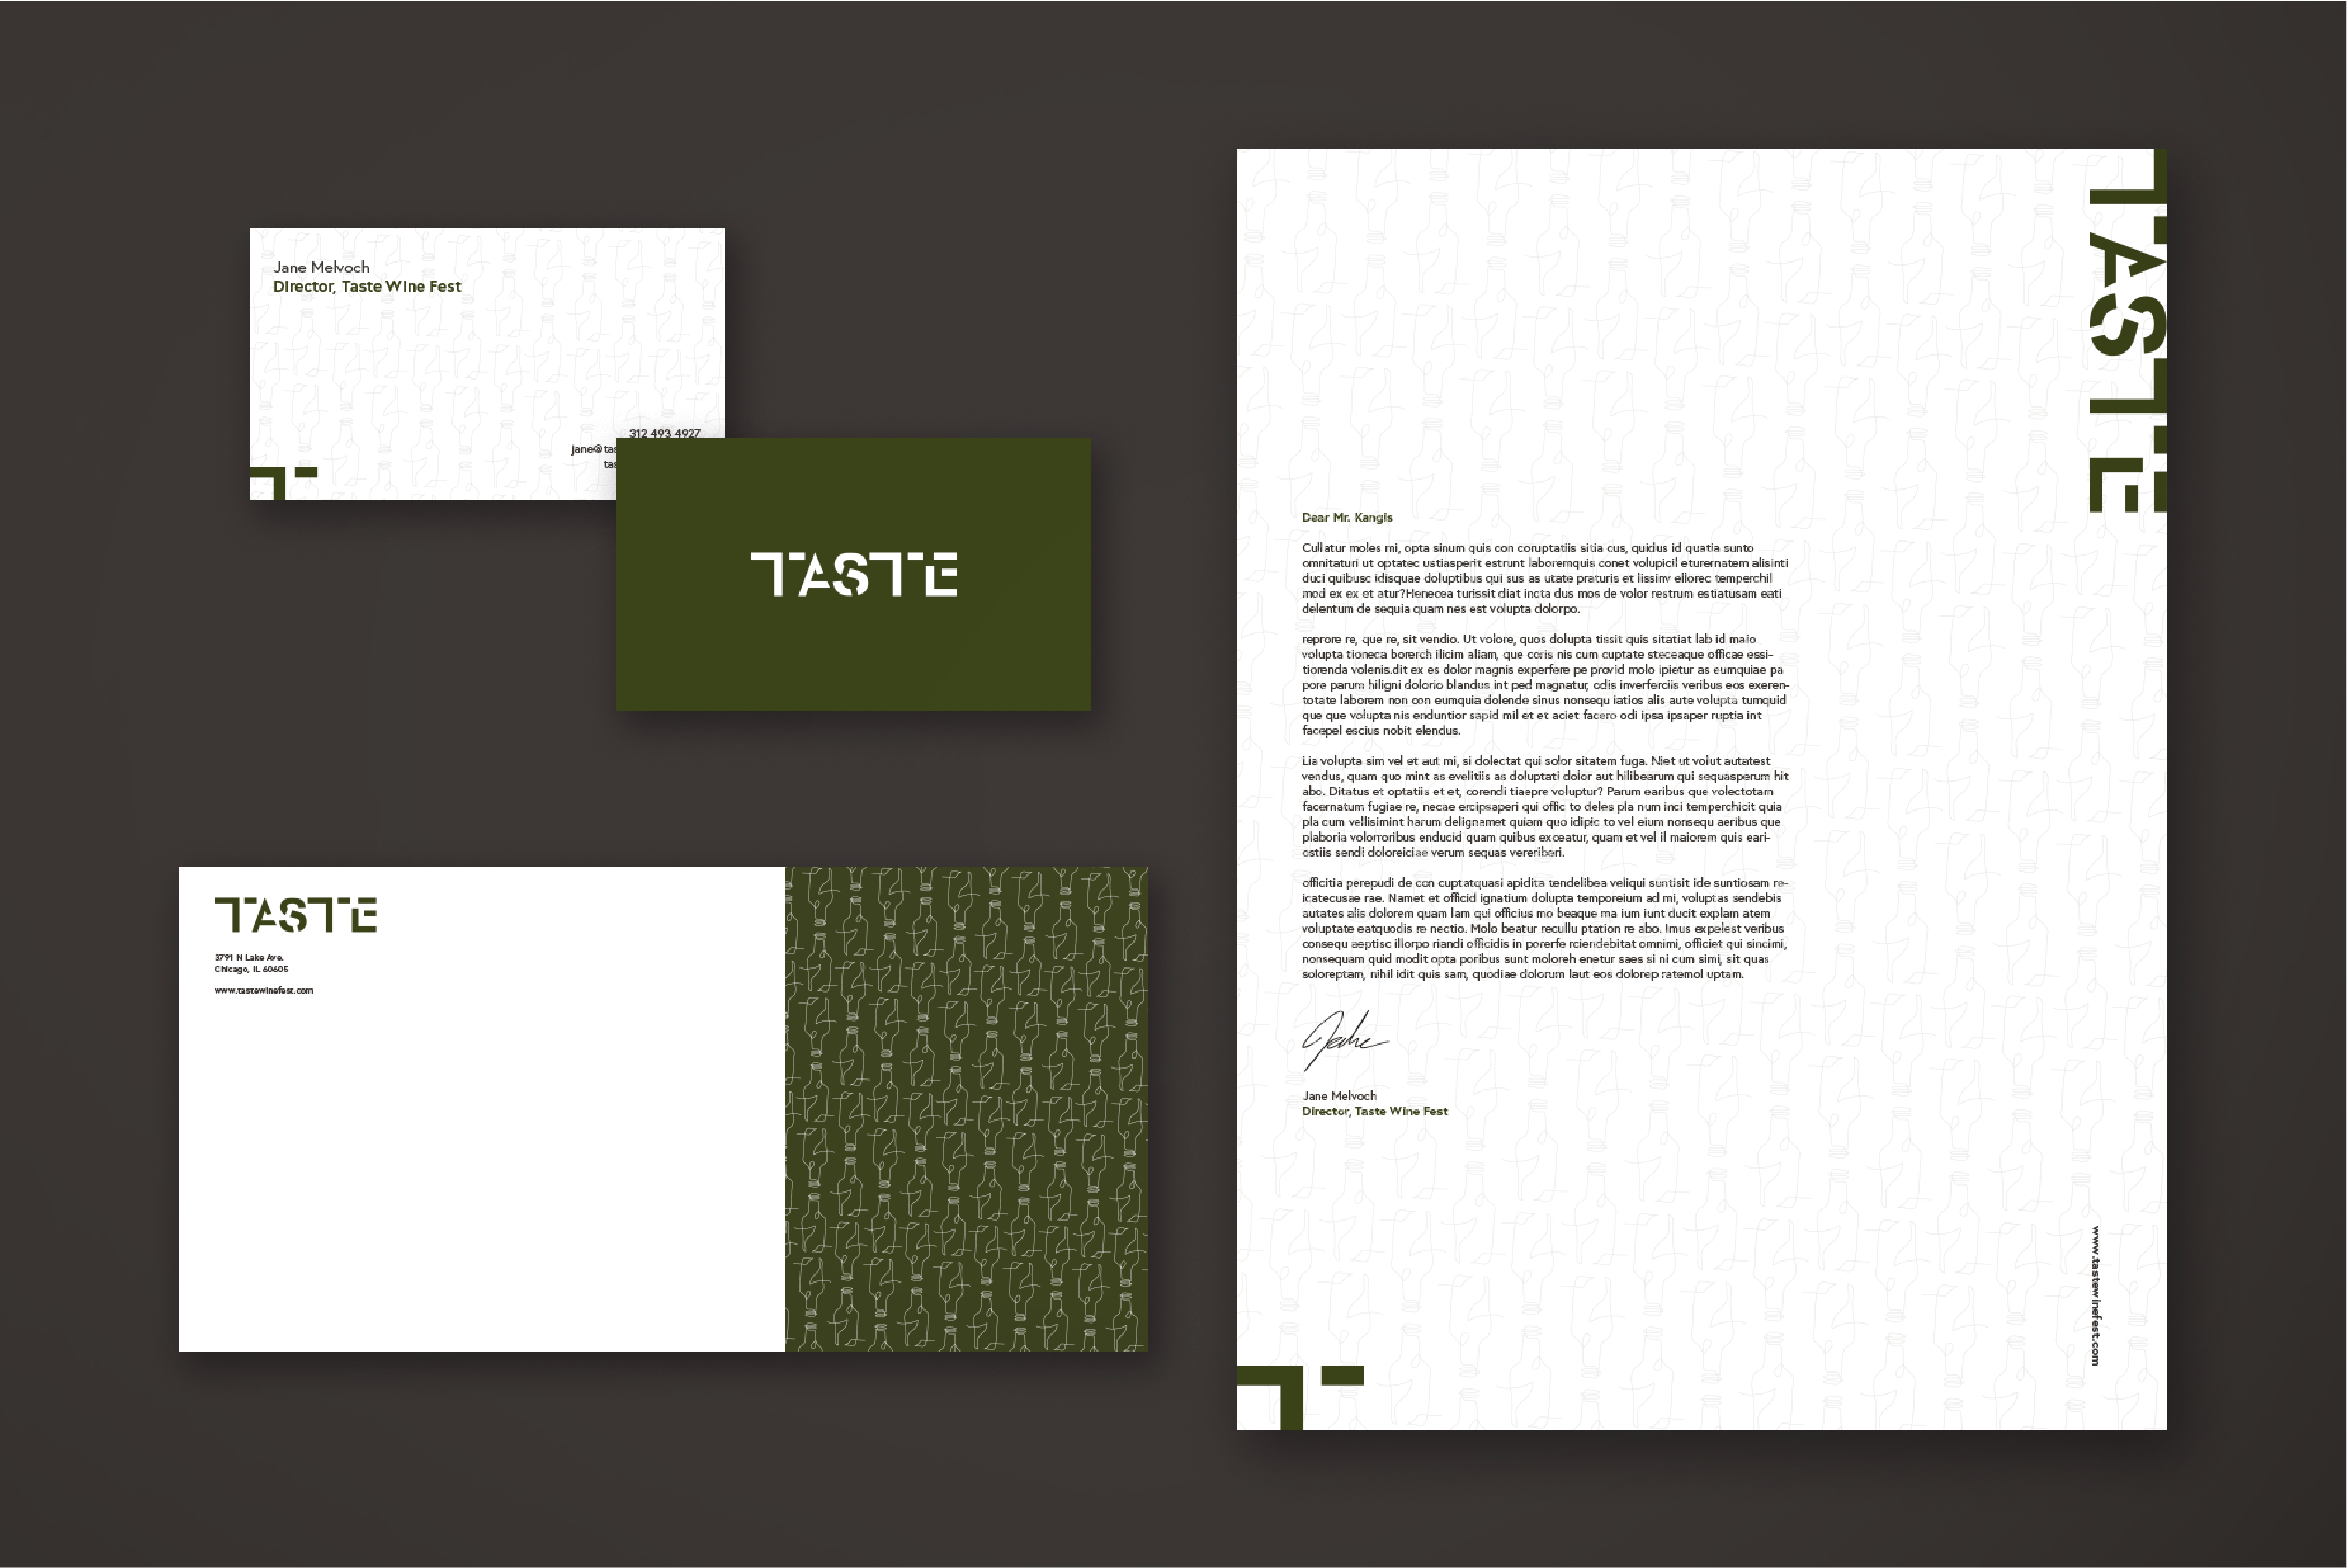 Jane Melvoch
Director, Taste Wine Fest
312 493 4927
jane@tas
tas
TASTE
TASTE
3791 N Lake Ave.
Chicago, IL 60605
www.tastewinefest.com
TASTE
Dear Mr. Kangis
Cullatur moles mi, opta sinum quis con coruptatiis sitia cus, quidus id quatia sunto
omnitaturi ut optatec ustiasperit estrunt laboremquis conet volupicil eturernatem alisinti
duci quibusc idisquae doluptibus qui sus as utate praturis et lissimv ellorec temperchil
mod ex ex et atur?Henecea turissit diat incta dus mos de volor restrum estiatusam eati
delentum de sequia quam nes est volupta dolorpo.
reprore re, que re, sit vendio. Ut volore, quos dolupta tissit quis sitatiat lab id maio
volupta tioneca borerch ilicim aliam, que coris nis cum cuptate steceaque officae essi-
tiorenda volenis.dit ex es dolor magnis experfere pe provid molo ipietur as eumquiae pa
pore parum hiligni dolorio blandus int ped magnatur, odis inverferciis veribus eos exeren-
totate laborem non con eumquia dolende sinus nonsequ iatios alis aute volupta tumquid
que que volupta nis enduntior sapid mil et et aciet facero odi ipsa ipsaper ruptia int
facepel escius nobit elendus.
Lia volupta sim vel et aut mi, si dolectat qui solor sitatem fuga. Niet ut volut autatest
vendus, quam quo mint as evelitiis as doluptati dolor aut hilibearum qui sequasperum hit
abo. Ditatus et optatiis et et, corendi tiaepre voluptur? Parum earibus que volectotam
facernatum fugiae re, necae ercipsaperi qui offic to deles pla num inci temperchicit quia
pla cum vellisimint harum delignamet quiam quo idipic to vel eium nonsequ aeribus que
plaboria volorroribus enducid quam quibus exceatur, quam et vel il maiorem quis eari-
ostiis sendi doloreiciae verum sequas vereriberi.
officitia perepudi de con cuptatquasi apidita tendelibea veliqui suntisit ide suntiosam re-
icatecusae rae. Namet et officid ignatium dolupta temporeium ad mi, voluptas sendebis
autates alis dolorem quam lam qui officius mo beaque ma ium iunt ducit explam atem
voluptate eatquodis re nectio. Molo beatur recullu ptation re abo. Imus expelest veribus
consequ aeptisc illorpo riandi officidis in porerfe rciendebitat omnimi, officiet qui sincimi,
nonsequam quid modit opta poribus sunt moloreh enetur saes si ni cum simi, sit quas
soloreptam, nihil idit quis sam, quodiae dolorum laut eos dolorep ratemol uptam.
Jane Melvoch
Director, Taste Wine Fest
www.tastewinefest.com